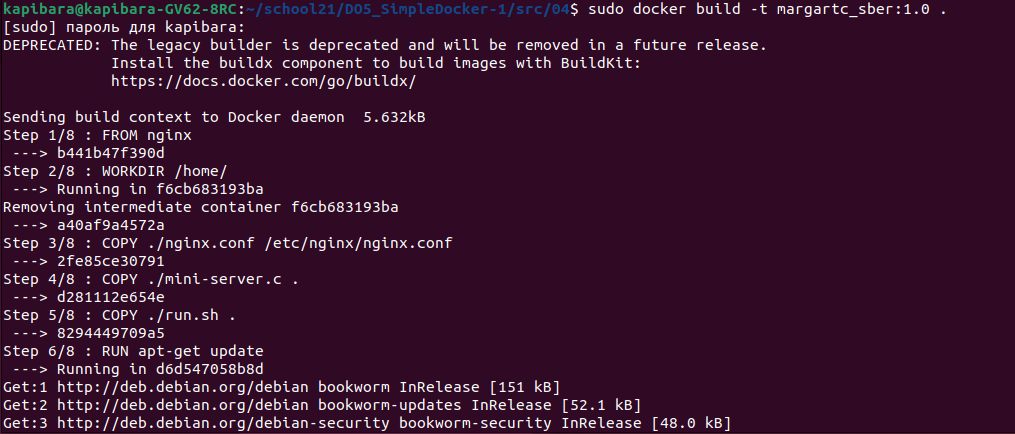 kapibara@kapibara-GV62-8RC:~/school21/DO5_SimpleDocker-1/src/04$ sudo docker build -t margartc_sber:1.0 .
[sudo] пароль для kapibara:
DEPRECATED: The legacy builder is deprecated and will be removed in a future release.
            Install the buildx component to build images with BuildKit:
            https://docs.docker.com/go/buildx/

Sending build context to Docker daemon  5.632kB
Step 1/8 : FROM nginx
 ---> b441b47f390d
Step 2/8 : WORKDIR /home/
 ---> Running in f6cb683193ba
Removing intermediate container f6cb683193ba
 ---> a40af9a4572a
Step 3/8 : COPY ./nginx.conf /etc/nginx/nginx.conf
 ---> 2fe85ce30791
Step 4/8 : COPY ./mini-server.c .
 ---> d281112e654e
Step 5/8 : COPY ./run.sh .
 ---> 8294449709a5
Step 6/8 : RUN apt-get update
 ---> Running in d6d547058b8d
Get:1 http://deb.debian.org/debian bookworm InRelease [151 kB]
Get:2 http://deb.debian.org/debian bookworm-updates InRelease [52.1 kB]
Get:3 http://deb.debian.org/debian-security bookworm-security InRelease [48.0 kB]